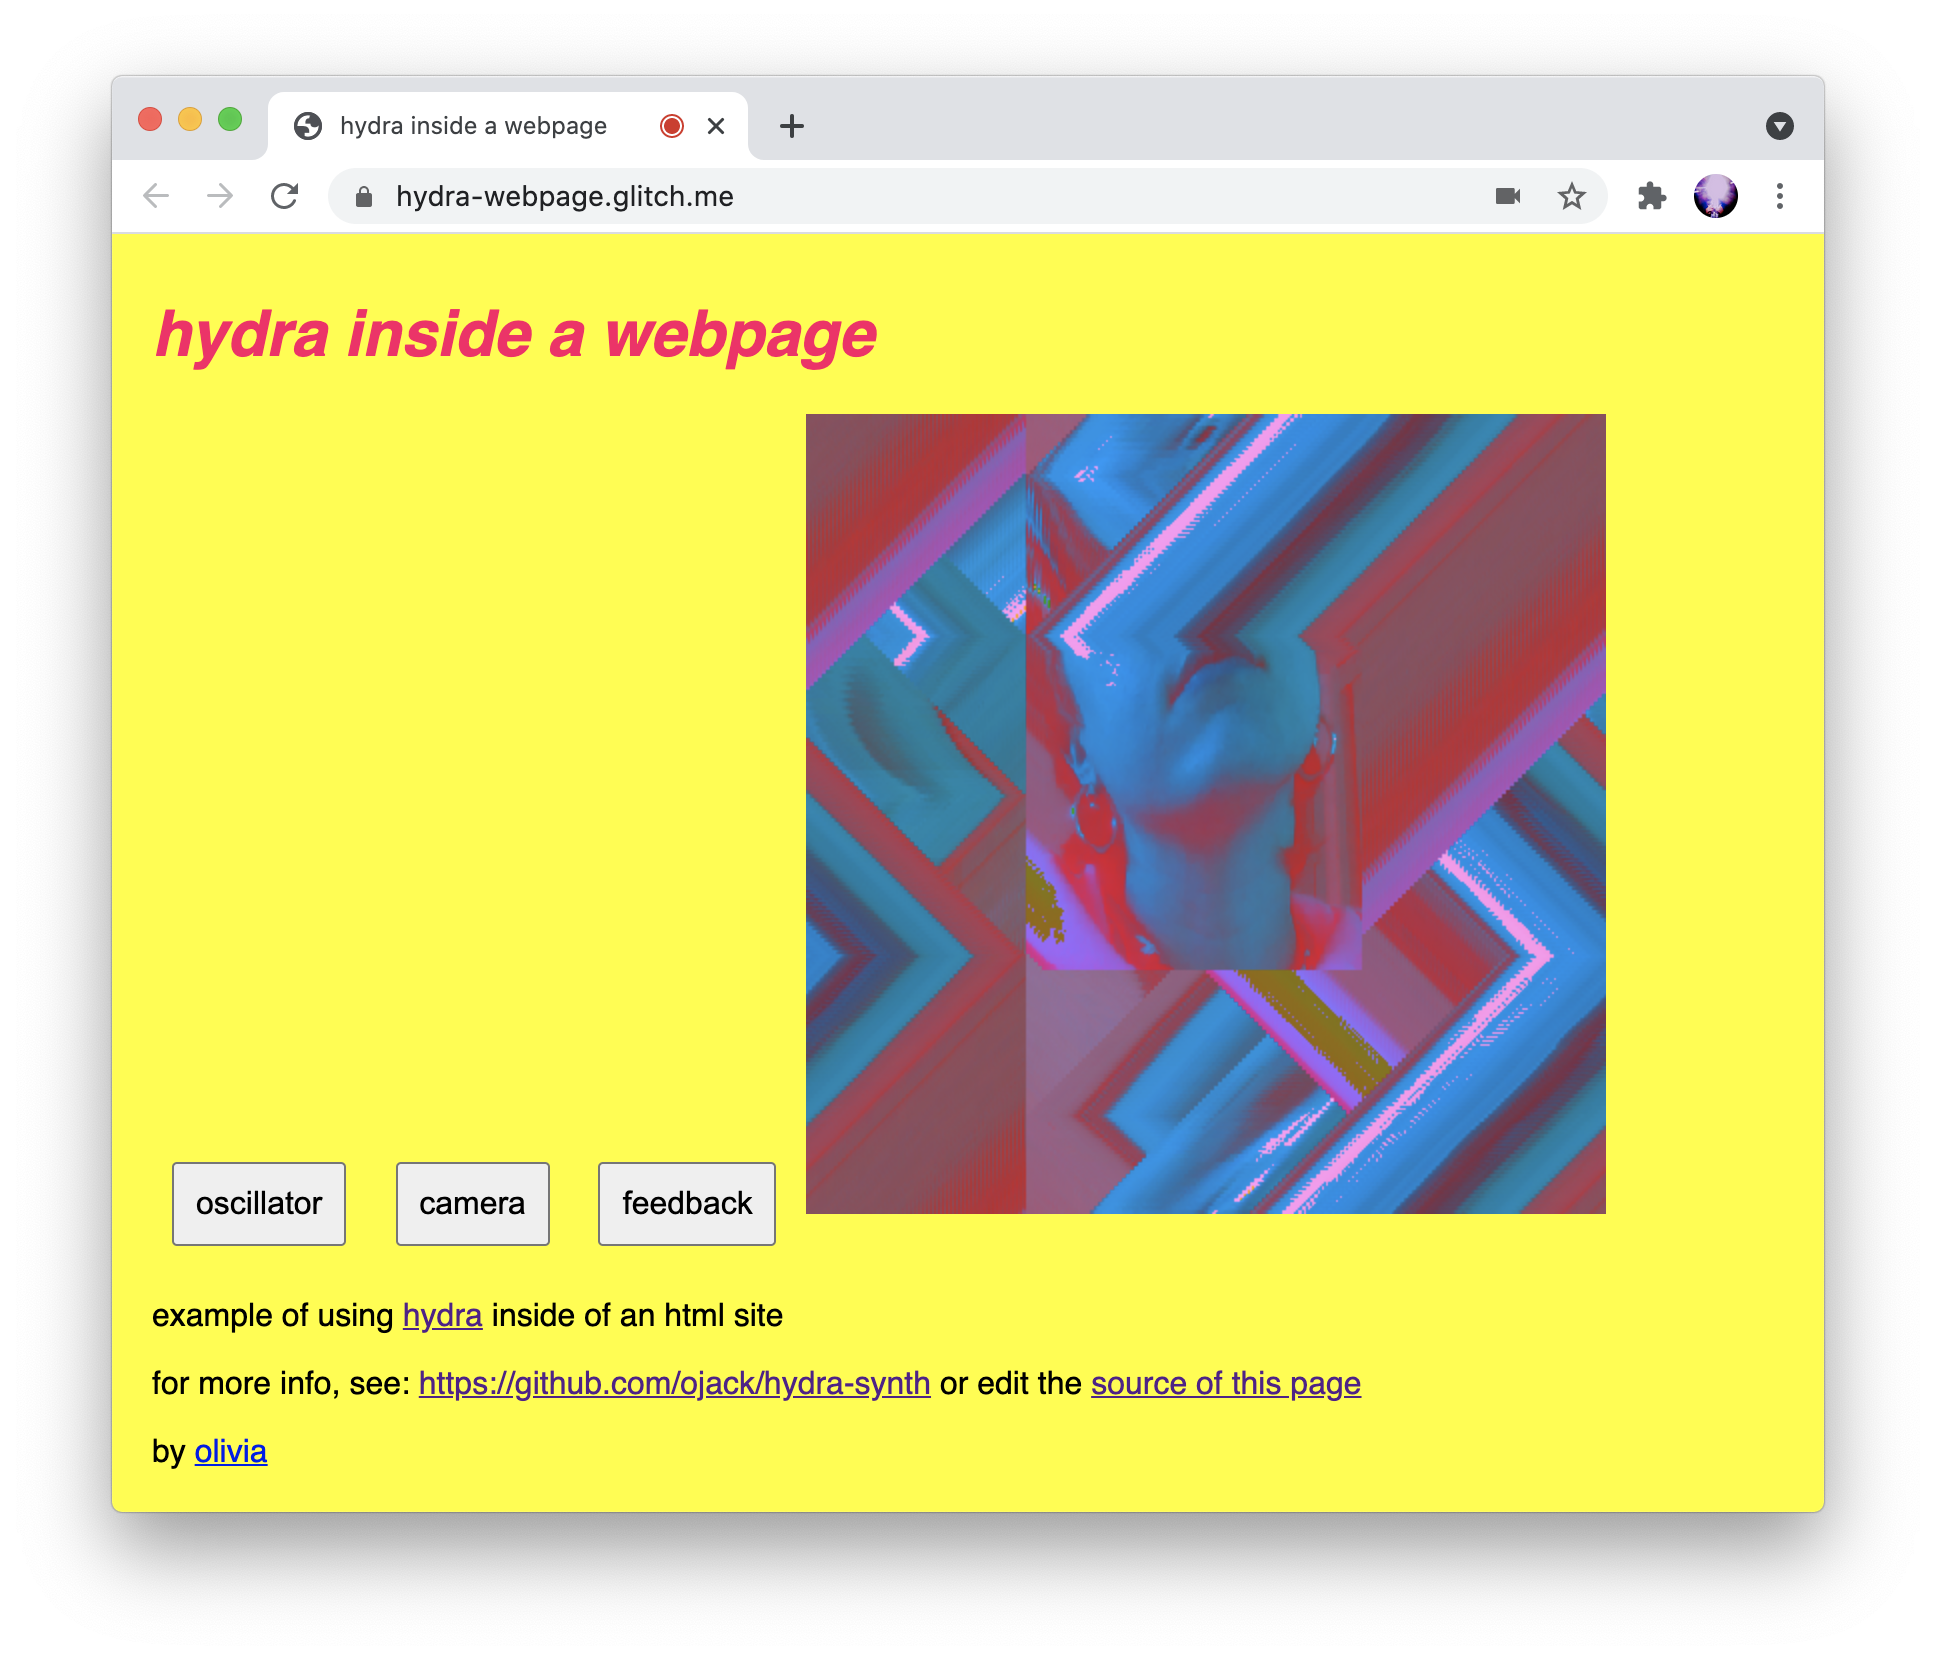 hydra inside a webpage
hydra-webpage.glitch.me
hydra inside a webpage
oscillator
camera
feedback
example of using hydra inside of an html site
for more info, see: https://github.com/ojack/hydra-synth or edit the source of this page
by olivia